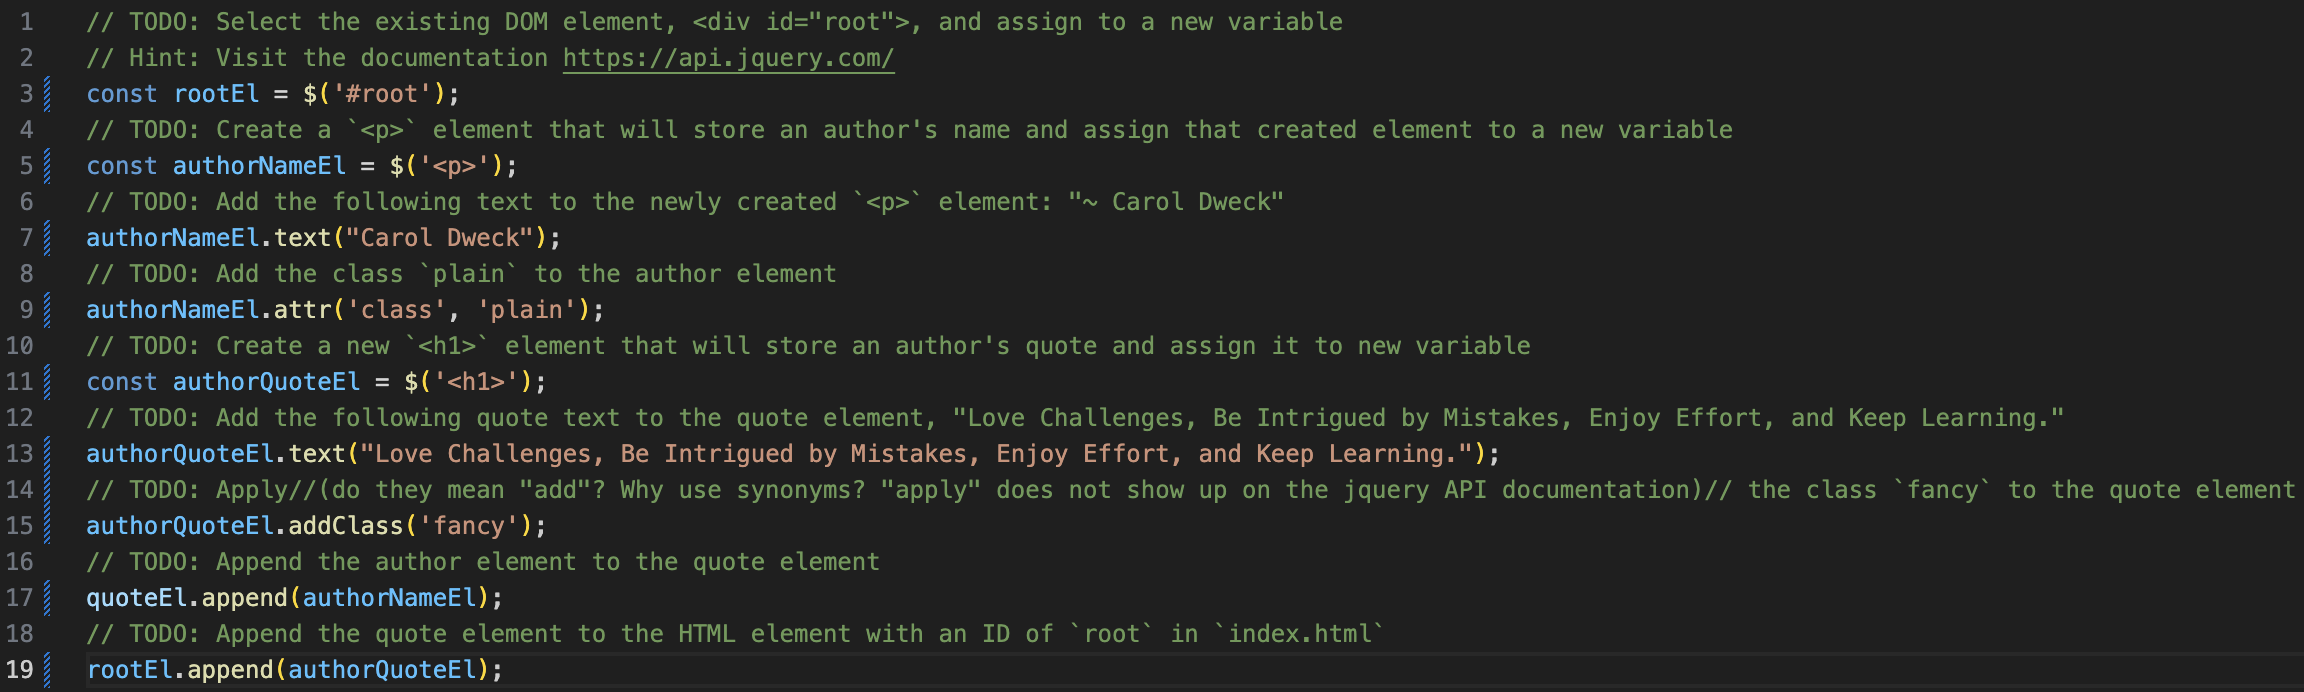 1 // TODO: Select the existing DOM element, <div id="root">, and assign to a new variable
2 // Hint: Visit the documentation https://api.jquery.com/
3 const rootEl = $('#root');
4 // TODO: Create a `<p>` element that will store an author's name and assign that created element to a new variable
5 const authorNameEl = $('<p>');
6 // TODO: Add the following text to the newly created `<p>` element: "~ Carol Dweck"
7 authorNameEl.text("Carol Dweck");
8 // TODO: Add the class `plain` to the author element
9 authorNameEl.attr('class', 'plain');
10 // TODO: Create a new `<h1>` element that will store an author's quote and assign it to new variable
11 const authorQuoteEl = $('<h1>');
12 // TODO: Add the following quote text to the quote element, "Love Challenges, Be Intrigued by Mistakes, Enjoy Effort, and Keep Learning."
13 authorQuoteEl.text("Love Challenges, Be Intrigued by Mistakes, Enjoy Effort, and Keep Learning.");
14 // TODO: Apply//(do they mean "add"? Why use synonyms? "apply" does not show up on the jquery API documentation)// the class `fancy` to the quote element
15 authorQuoteEl.addClass('fancy');
16 // TODO: Append the author element to the quote element
17 quoteEl.append(authorNameEl);
18 // TODO: Append the quote element to the HTML element with an ID of `root` in `index.html`
19 rootEl.append(authorQuoteEl);